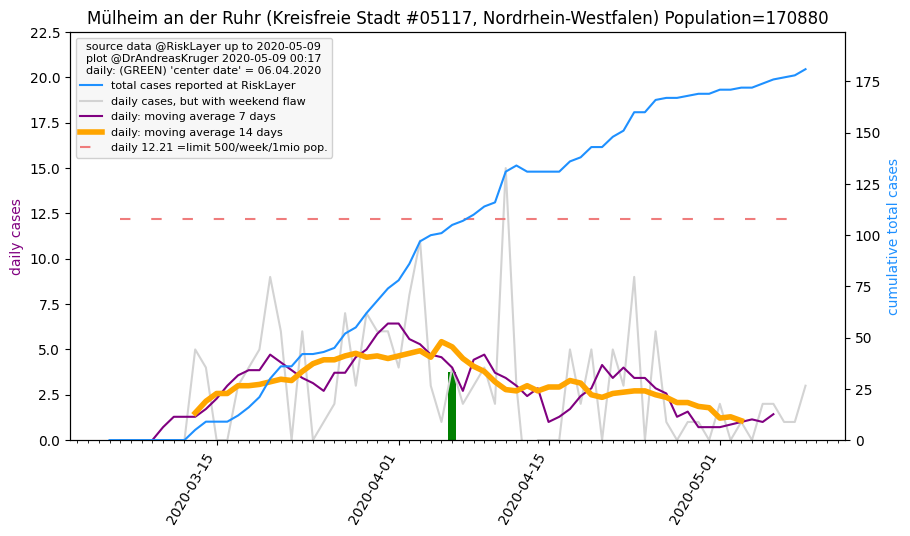 Mülheim an der Ruhr (Kreisfreie Stadt #05117, Nordrhein-Westfalen) Population=170880
source data @RiskLayer up to 2020-05-09
plot @DrAndreasKruger 2020-05-09 00:17
daily: (GREEN) 'center date' = 06.04.2020
total cases reported at RiskLayer
daily cases, but with weekend flaw
daily: moving average 7 days
daily: moving average 14 days
daily 12.21 =limit 500/week/1mio pop.
daily cases
22.5
20.0
17.5
15.0
12.5
10.0
7.5
5.0
2.5
0.0
175
150
125
100
75
50
25
0
cumulative total cases
2020-03-15
2020-04-01
2020-04-15
2020-05-01